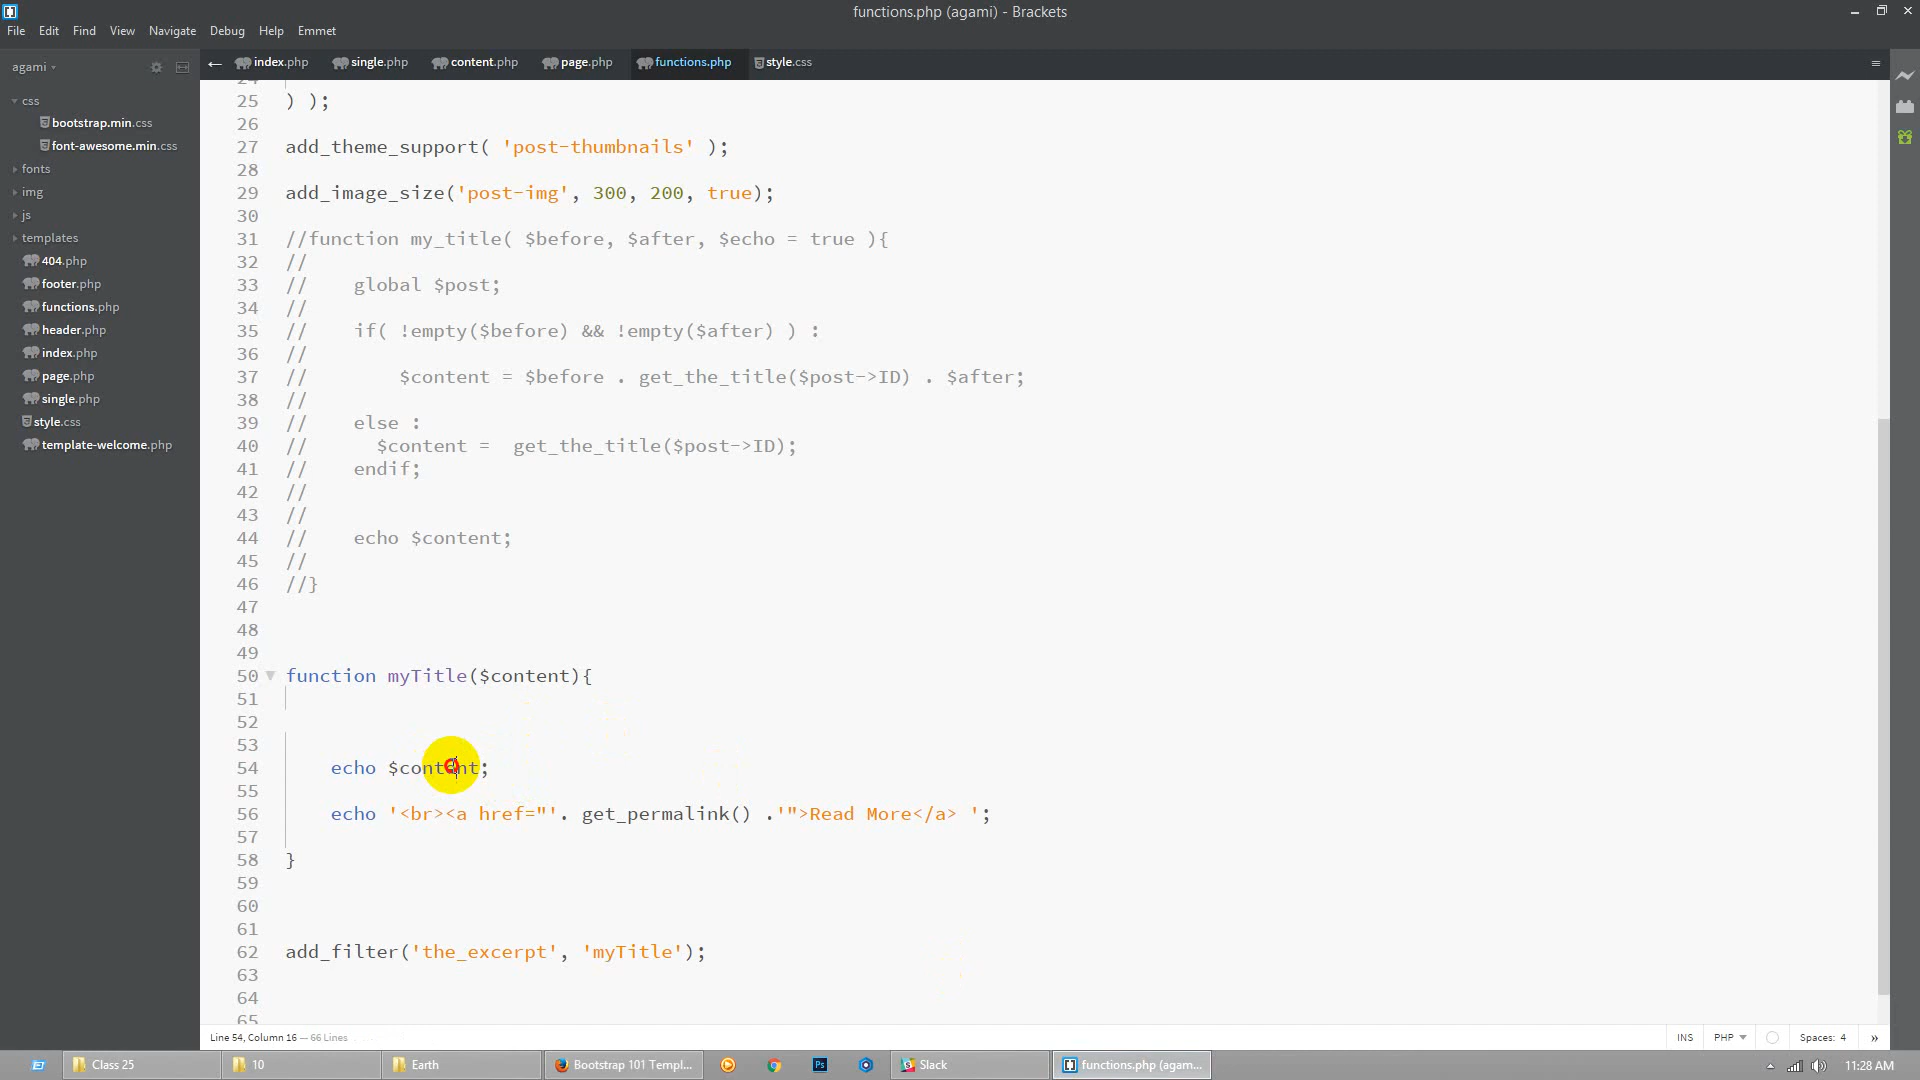 functions.php (agami) - Brackets
File Edit Find View Navigate Debug Help Emmet
agami
index.php single.php content.php page.php functions.php style.css
css
bootstrap.min.css
font-awesome.min.css
fonts
img
js
templates
404.php
footer.php
functions.php
header.php
index.php
page.php
single.php
style.css
template-welcome.php
24
25 ) );
26
27 add_theme_support( 'post-thumbnails' );
28
29 add_image_size('post-img', 300, 200, true);
30
31 //function my_title( $before, $after, $echo = true ){
32 //
33 //    global $post;
34 //
35 //    if( !empty($before) && !empty($after) ) :
36 //
37 //        $content = $before . get_the_title($post->ID) . $after;
38 //
39 //    else :
40 //      $content =  get_the_title($post->ID);
41 //    endif;
42 //
43 //
44 //    echo $content;
45 //
46 //}
47
48
49
50 function myTitle($content){
51
52
53
54     echo $content;
55
56     echo '<br><a href="'. get_permalink() .'">Read More</a> ';
57
58 }
59
60
61
62 add_filter('the_excerpt', 'myTitle');
63
64
65
Line 54, Column 16 — 66 Lines
INS PHP Spaces: 4
Class 25 10 Earth Bootstrap 101 Templ... Ps Slack functions.php (agam... 11:28 AM